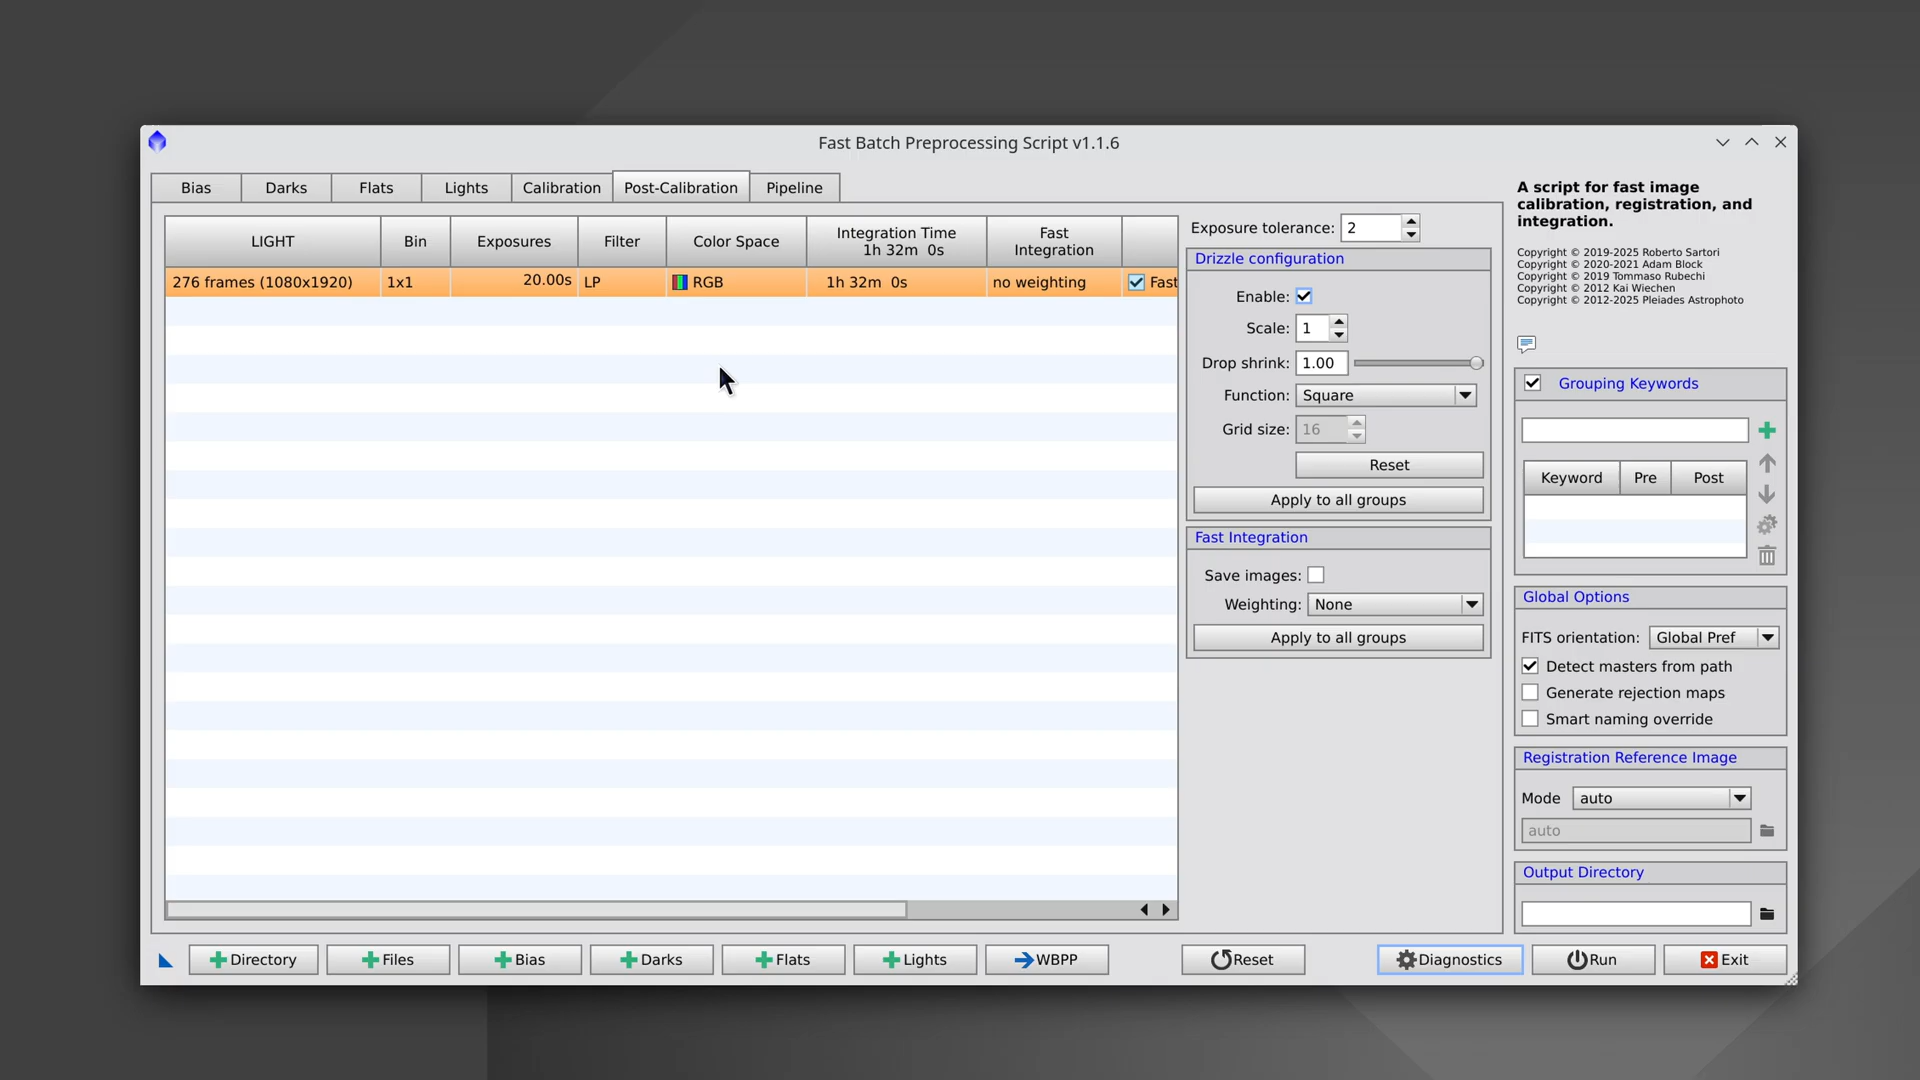 Fast Batch Preprocessing Script v1.1.6
Bias
Darks
Flats
Lights
Calibration
Post-Calibration
Pipeline
LIGHT
Bin
Exposures
Filter
Color Space
Integration Time
1h 32m 0s
Fast
Integration
276 frames (1080x1920)
1x1
20.00s
LP
RGB
1h 32m 0s
no weighting
Fast
Exposure tolerance: 2
Drizzle configuration
Enable:
Scale: 1
Drop shrink: 1.00
Function: Square
Grid size: 16
Reset
Apply to all groups
Fast Integration
Save images:
Weighting: None
Apply to all groups
A script for fast image
calibration, registration, and
integration.
Copyright © 2019-2025 Roberto Sartori
Copyright © 2020-2021 Adam Block
Copyright © 2019 Tommaso Rubechi
Copyright © 2012 Kai Wiechen
Copyright © 2012-2025 Pleiades Astrophoto
Grouping Keywords
Keyword
Pre
Post
Global Options
FITS orientation: Global Pref
Detect masters from path
Generate rejection maps
Smart naming override
Registration Reference Image
Mode auto
auto
Output Directory
Directory
Files
Bias
Darks
Flats
Lights
WBPP
Reset
Diagnostics
Run
Exit